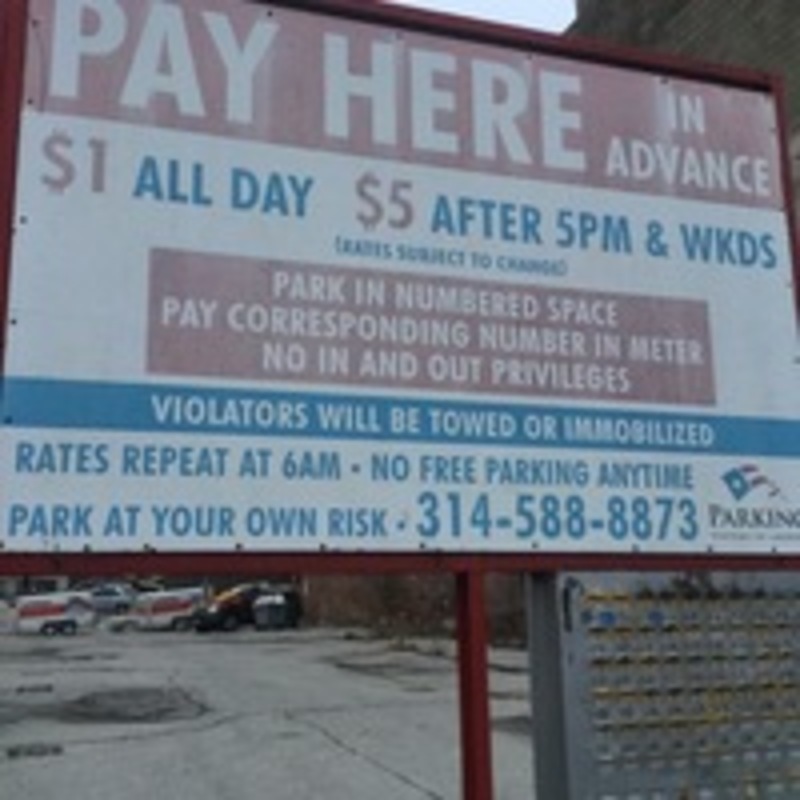 PAY HERE IN ADVANCE
$1 ALL DAY $5 AFTER 5PM & WKDS
(RATES SUBJECT TO CHANGE)
PARK IN NUMBERED SPACE
PAY CORRESPONDING NUMBER IN METER
NO IN AND OUT PRIVILEGES
VIOLATORS WILL BE TOWED OR IMMOBILIZED
RATES REPEAT AT 6AM - NO FREE PARKING ANYTIME
PARK AT YOUR OWN RISK - 314-588-8873
PARKING